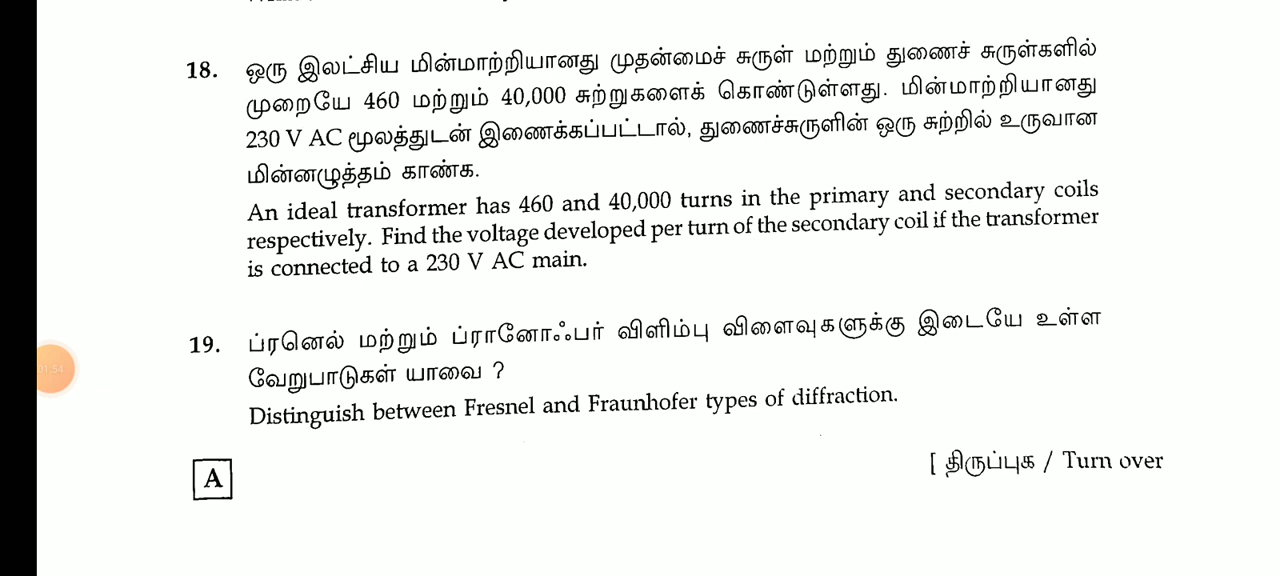 18. ஒரு இலட்சிய மின்மாற்றியானது முதன்மைச் சுருள் மற்றும் துணைச் சுருள்களில்
முறையே 460 மற்றும் 40,000 சுற்றுகளைக் கொண்டுள்ளது. மின்மாற்றியானது
230 V AC மூலத்துடன் இணைக்கப்பட்டால், துணைச்சுருளின் ஒரு சுற்றில் உருவான
மின்னழுத்தம் காண்க.
An ideal transformer has 460 and 40,000 turns in the primary and secondary coils
respectively. Find the voltage developed per turn of the secondary coil if the transformer
is connected to a 230 V AC main.
19. ப்ரனெல் மற்றும் ப்ரானோஃபர் விளிம்பு விளைவுகளுக்கு இடையே உள்ள
வேறுபாடுகள் யாவை ?
01:54
Distinguish between Fresnel and Fraunhofer types of diffraction.
A
[ திருப்புக / Turn over